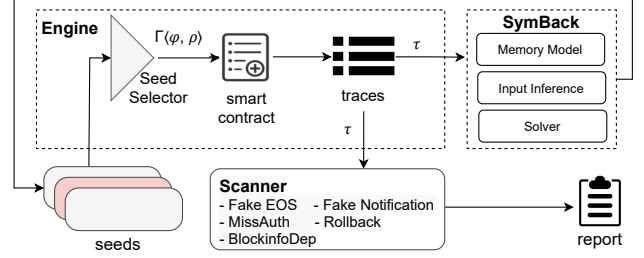 Engine
Γ⟨φ, ρ⟩
Seed
Selector
smart
contract
traces
τ
τ
SymBack
Memory Model
Input Inference
Solver
seeds
Scanner
- Fake EOS - Fake Notification
- MissAuth - Rollback
- BlockinfoDep
report